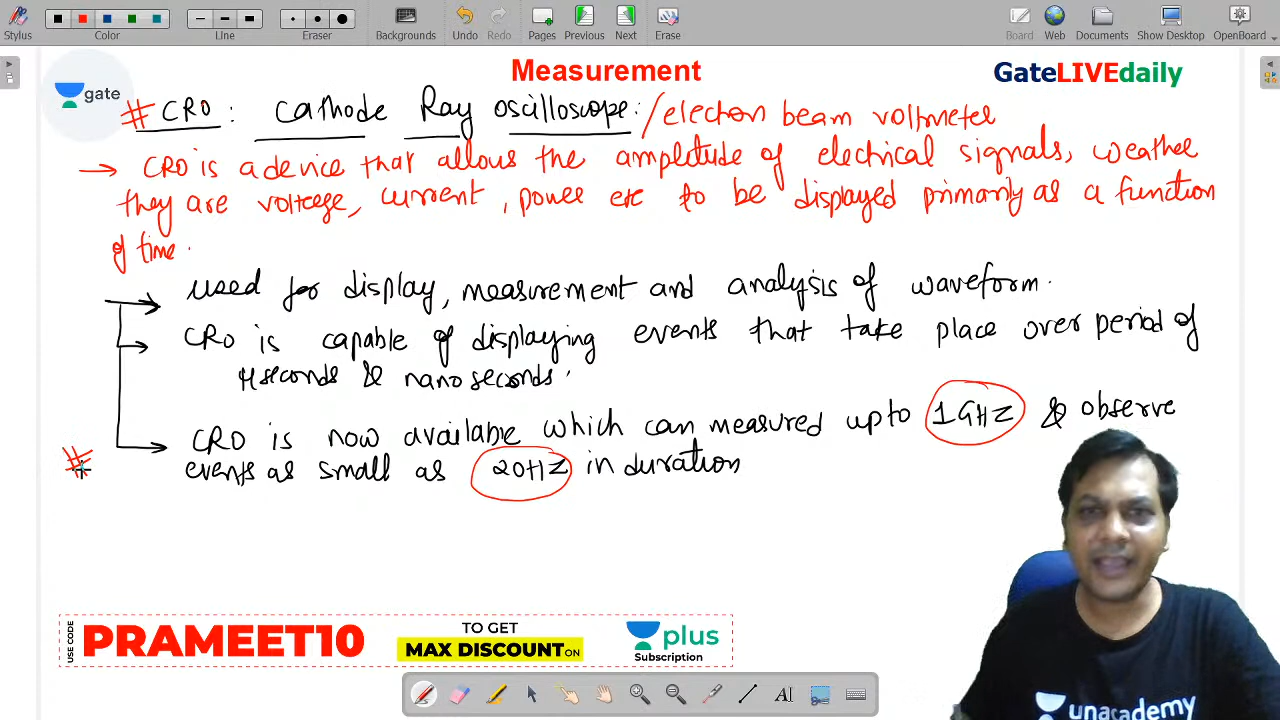 Stylus
Color
Line
Eraser
Backgrounds
Undo
Pages
Previous
Next
Erase
Board
Web
Documents
Show Desktop
OpenBoard
gate
Measurement
GateLIVEdaily
# CRO : Cathode Ray oscilloscope : / electron beam voltmeter
→ CRO is a device that allows the amplitude of electrical signals, weather
they are voltage, current, power etc to be displayed primarily as a function
of time.
used for display, measurement and analysis of waveform.
CRO is capable of displaying events that take place over period of
μseconds & nano seconds.
CRO is now available which can measured up to 1 GHZ & observe
# events as small as 20HZ in duration
USE CODE
PRAMEET10
TO GET
MAX DISCOUNT ON
plus
Subscription
unacademy